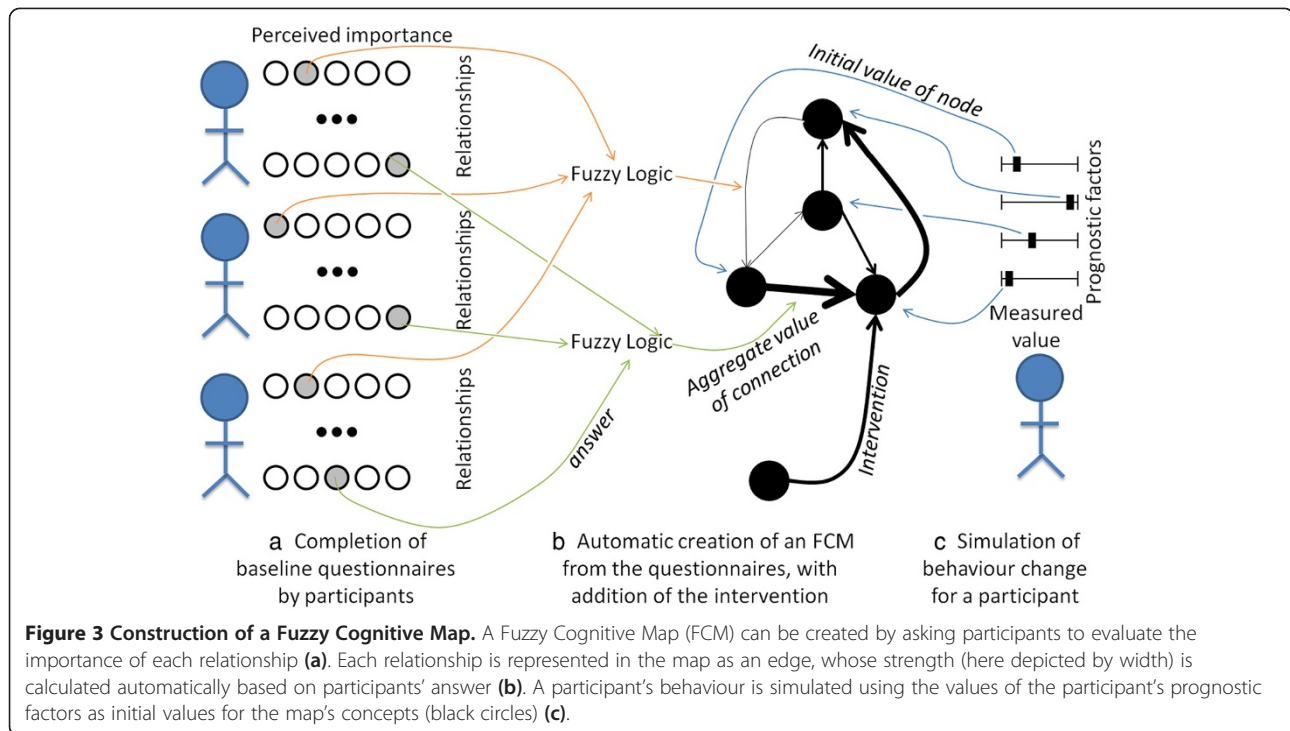 Perceived importance
Relationships
Relationships
Relationships
Fuzzy Logic
Fuzzy Logic
answer
Initial value of node
Aggregate value
of connection
Intervention
Prognostic factors
Measured
value
a Completion of
baseline questionnaires
by participants
b Automatic creation of an FCM
from the questionnaires, with
addition of the intervention
c Simulation of
behaviour change
for a participant
Figure 3 Construction of a Fuzzy Cognitive Map. A Fuzzy Cognitive Map (FCM) can be created by asking participants to evaluate the
importance of each relationship (a). Each relationship is represented in the map as an edge, whose strength (here depicted by width) is
calculated automatically based on participants' answer (b). A participant's behaviour is simulated using the values of the participant's prognostic
factors as initial values for the map's concepts (black circles) (c).